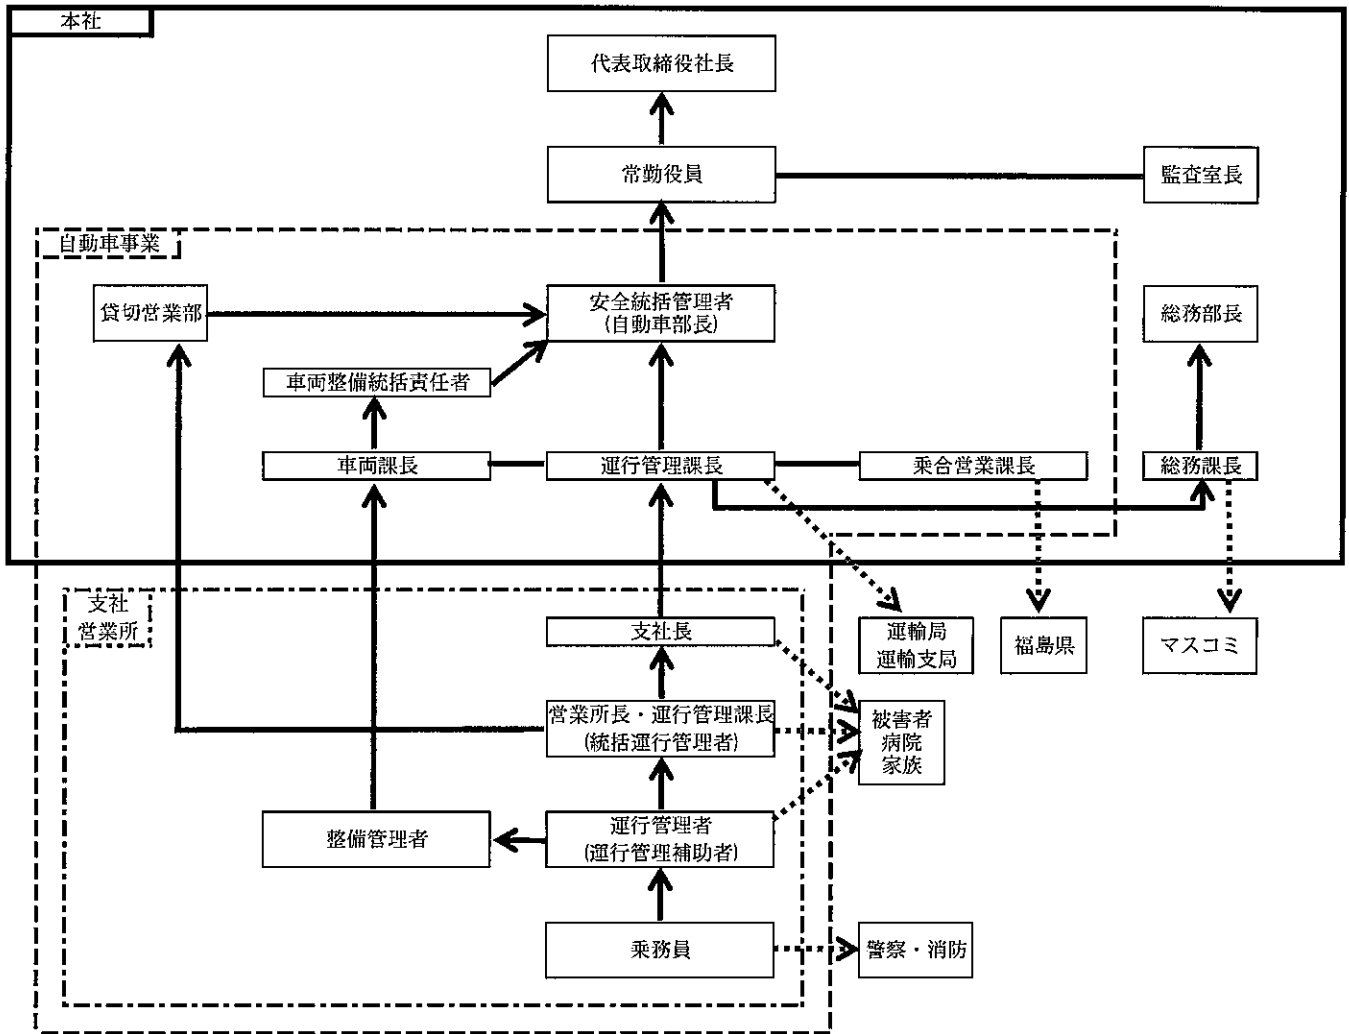 本社
代表取締役社長
常勤役員
監査室長
自動車事業
貸切営業部
安全統括管理者
(自動車部長)
総務部長
車両整備統括責任者
車両課長
運行管理課長
乗合営業課長
総務課長
支社
営業所
支社長
運輸局
運輸支局
福島県
マスコミ
営業所長・運行管理課長
(統括運行管理者)
被害者
病院
家族
整備管理者
運行管理者
(運行管理補助者)
乗務員
警察・消防